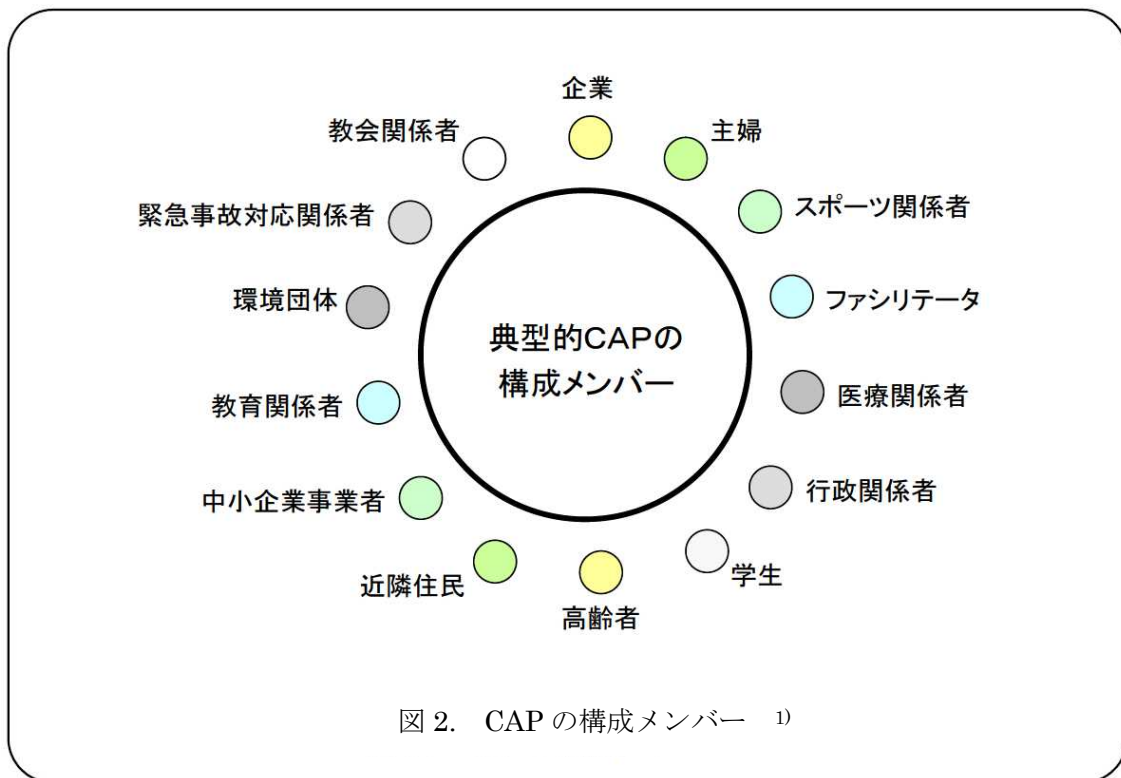 企業
教会関係者
主婦
緊急事故対応関係者
スポーツ関係者
環境団体
ファシリテータ
典型的CAPの
構成メンバー
教育関係者
医療関係者
中小企業事業者
行政関係者
近隣住民
学生
高齢者
図 2. CAP の構成メンバー 1)